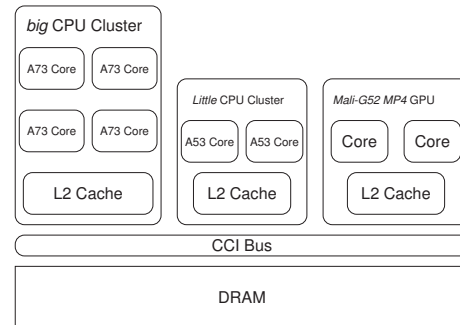 big CPU Cluster
A73 Core A73 Core
A73 Core A73 Core
L2 Cache
Little CPU Cluster
A53 Core A53 Core
L2 Cache
Mali-G52 MP4 GPU
Core Core
L2 Cache
CCI Bus
DRAM